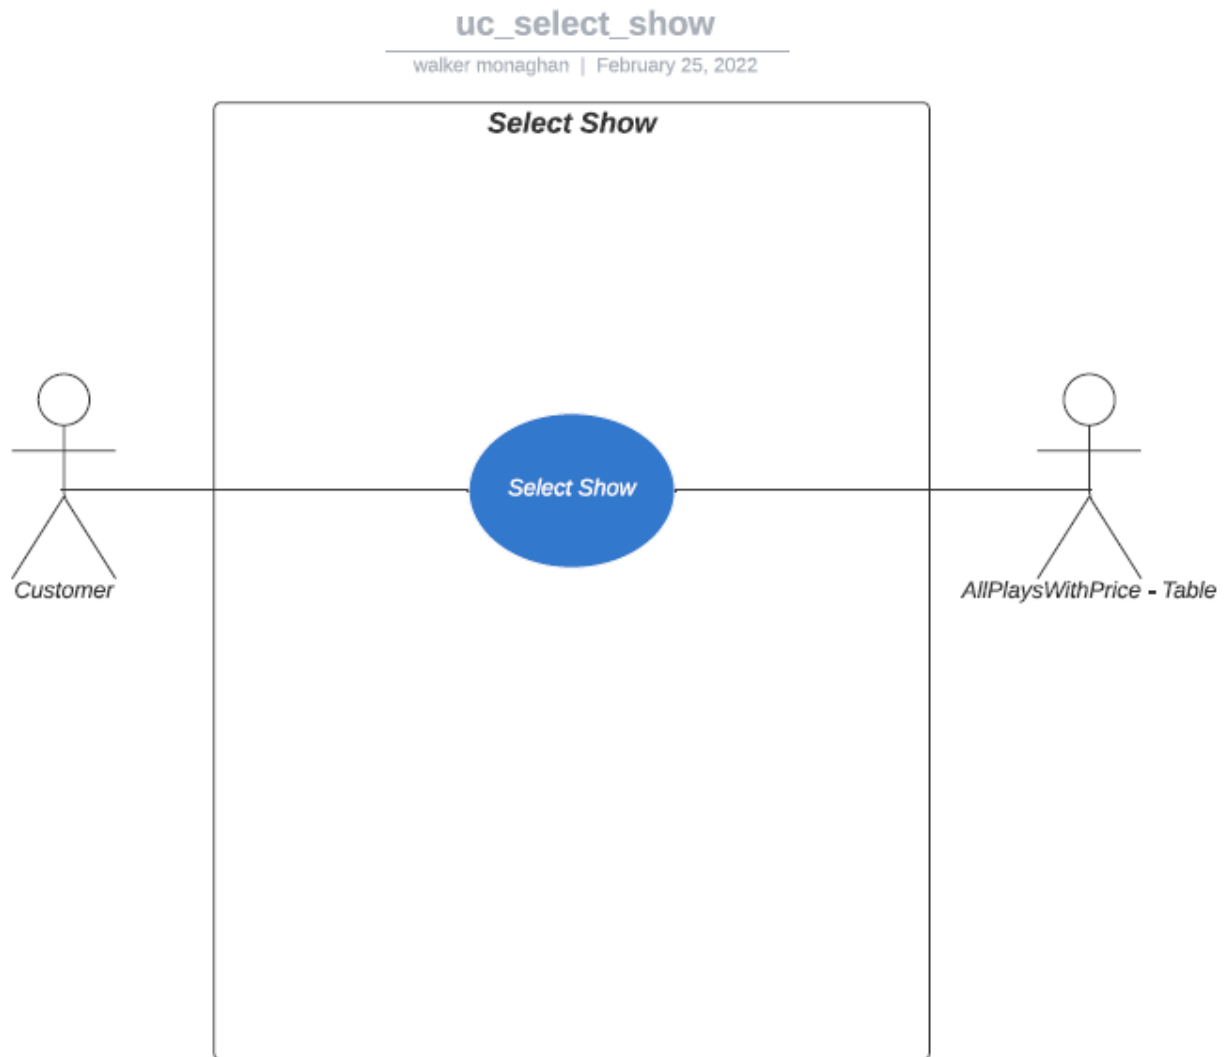 uc_select_show
walker monaghan | February 25, 2022
Select Show
Select Show
Customer
AllPlaysWithPrice - Table